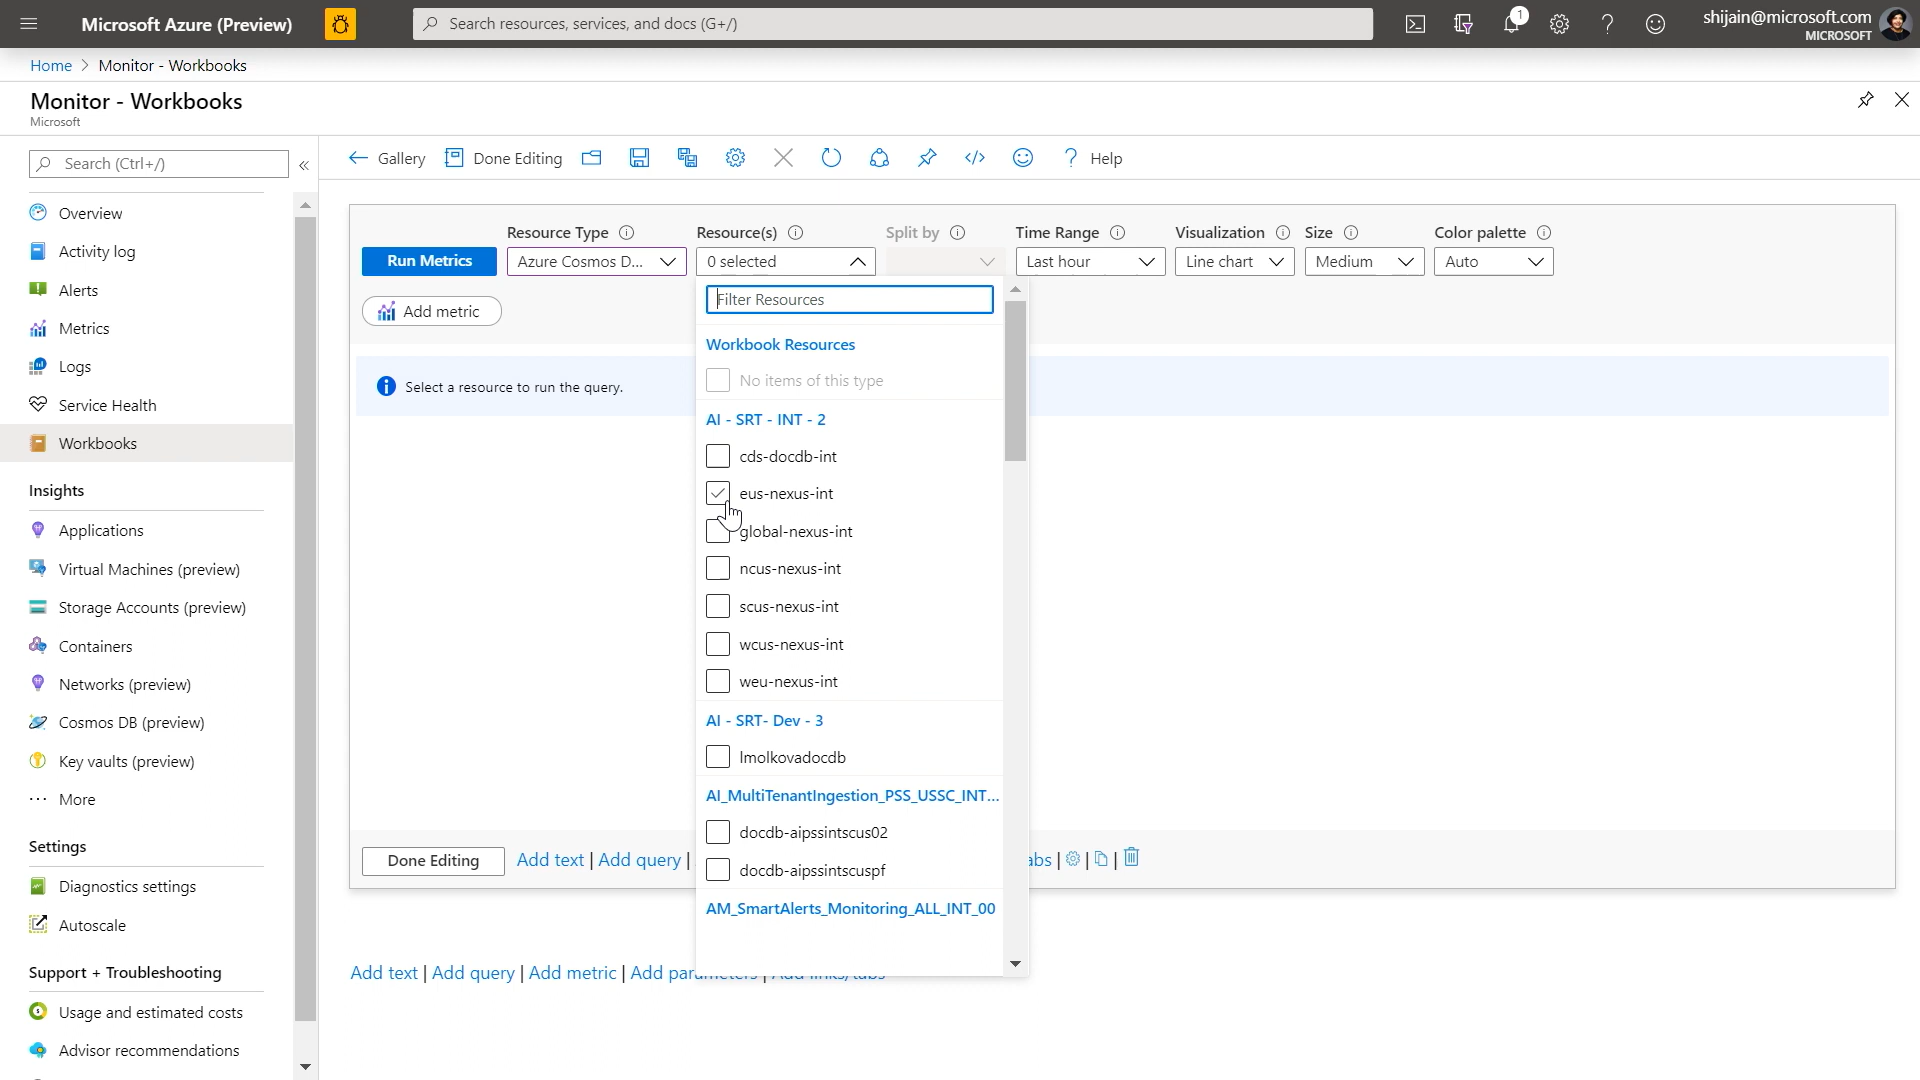 Microsoft Azure (Preview)
Search resources, services, and docs (G+/)
1
shijain@microsoft.com
MICROSOFT
Home > Monitor - Workbooks
Monitor - Workbooks
Microsoft
Search (Ctrl+/)
Gallery
Done Editing
Help
Overview
Activity log
Alerts
Metrics
Logs
Service Health
Workbooks
Insights
Applications
Virtual Machines (preview)
Storage Accounts (preview)
Containers
Networks (preview)
Cosmos DB (preview)
Key vaults (preview)
More
Settings
Diagnostics settings
Autoscale
Support + Troubleshooting
Usage and estimated costs
Advisor recommendations
Run Metrics
Resource Type
Azure Cosmos D...
Resource(s)
0 selected
Split by
Time Range
Last hour
Visualization
Line chart
Size
Medium
Color palette
Auto
Add metric
Select a resource to run the query.
Filter Resources
Workbook Resources
No items of this type
AI - SRT - INT - 2
cds-docdb-int
eus-nexus-int
global-nexus-int
ncus-nexus-int
scus-nexus-int
wcus-nexus-int
weu-nexus-int
AI - SRT- Dev - 3
lmolkovadocdb
AI_MultiTenantIngestion_PSS_USSC_INT...
docdb-aipssintscus02
docdb-aipssintscuspf
AM_SmartAlerts_Monitoring_ALL_INT_00
Done Editing
Add text | Add query |
abs | | |
Add text | Add query | Add metric | Add parameters | Add links/tabs